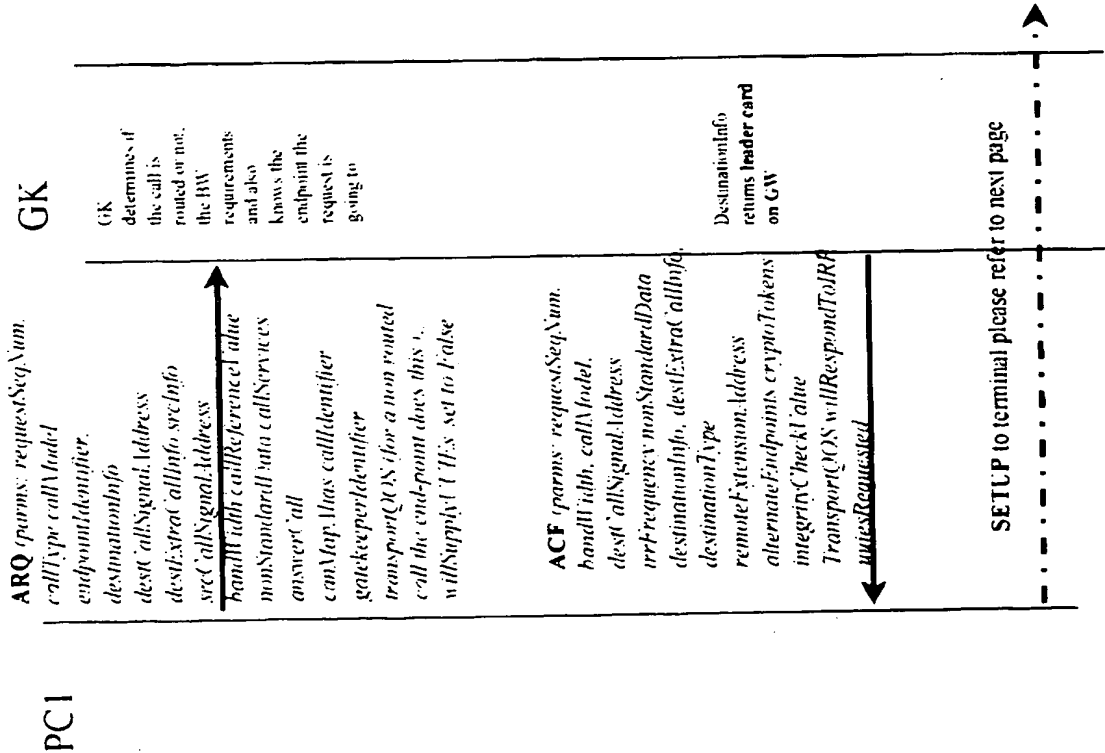 PC1
GK
ARQ (parms: requestSeqNum,
callType callModel
endpointIdentifier,
destinationInfo
destCallSignalAddress
destExtraCallInfo srcInfo
srcCallSignalAddress
bandWidth callReferenceValue
nonStandardData callServices
answerCall
canMapAlias callIdentifier
gatekeeperIdentifier
transportQOS (for a non routed
call the end-point does this
willSupplyUUIEs set to False
GK
determines if
the call is
routed or not,
the BW
requirements
and also
knows the
endpoint the
request is
going to
ACF (parms: requestSeqNum,
bandWidth, callModel,
destCallSignalAddress
irrFrequency nonStandardData
destinationInfo, destExtraCallInfo,
destinationType
remoteExtensionAddress
alternateEndpoints cryptoTokens
integrityCheckValue
TransportQOS willRespondToIRR
uuiesRequested
DestinationInfo
returns leader card
on GW
SETUP to terminal please refer to next page